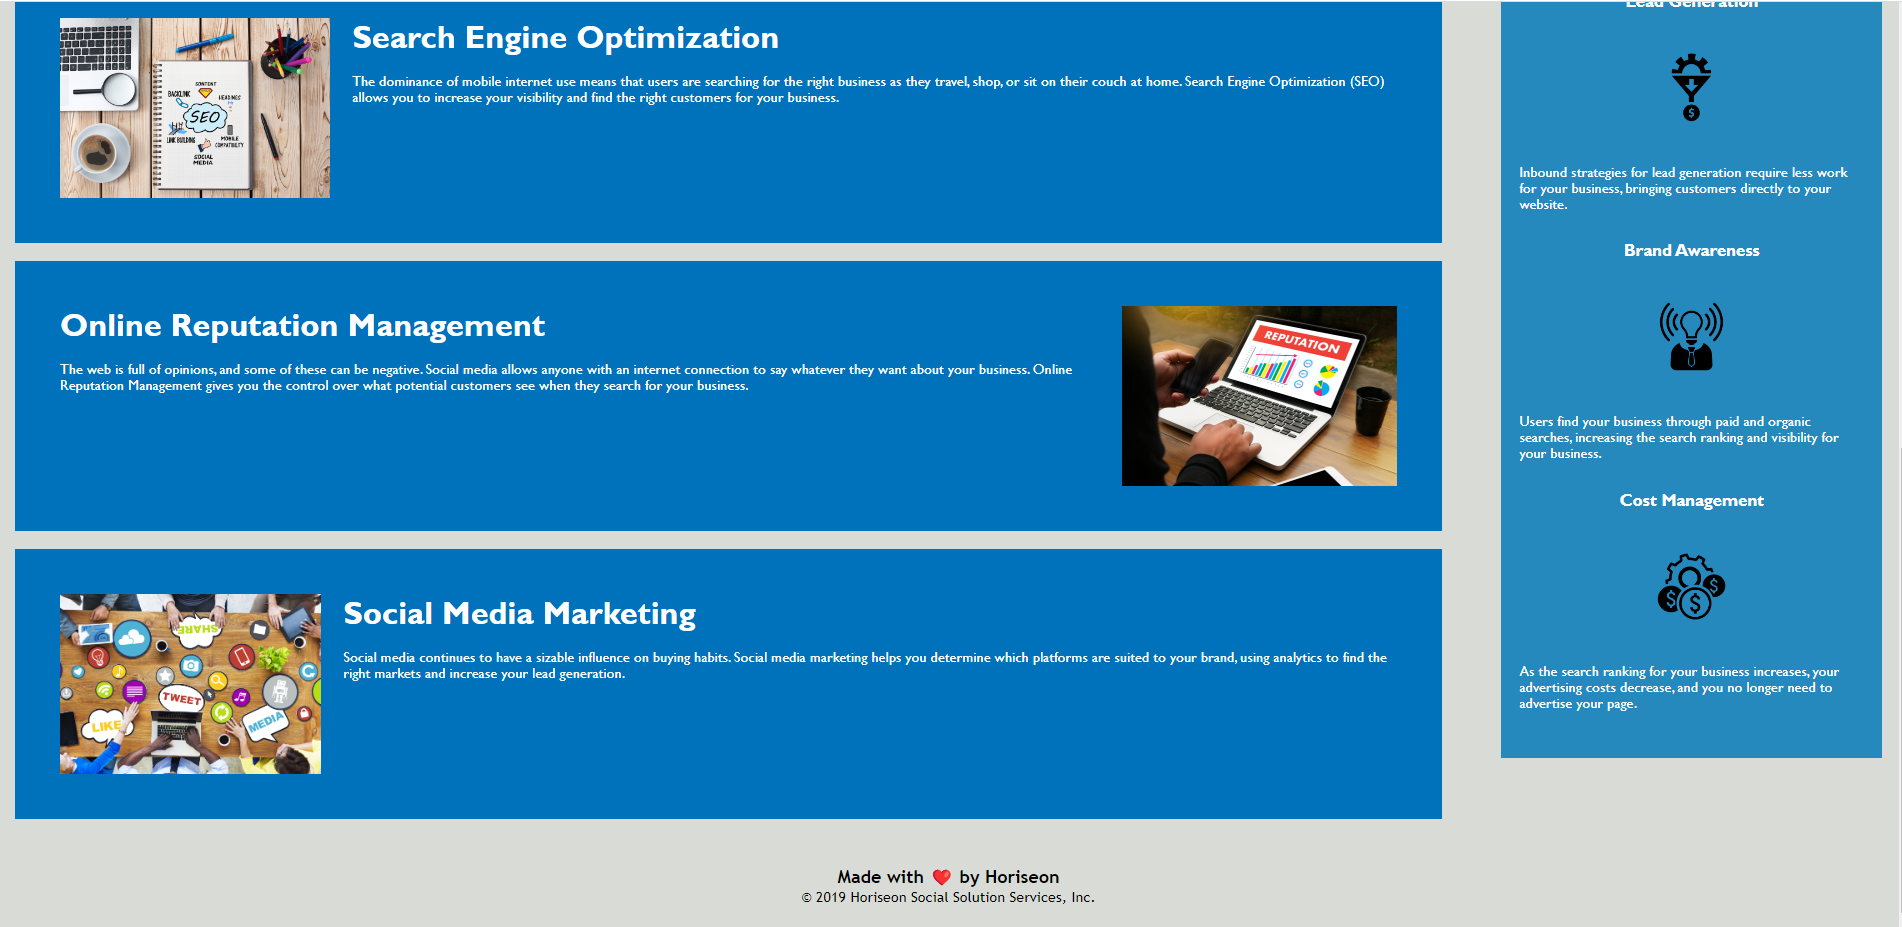 Search Engine Optimization
The dominance of mobile internet use means that users are searching for the right business as they travel, shop, or sit on their couch at home. Search Engine Optimization (SEO)
allows you to increase your visibility and find the right customers for your business.
CONTENT
BACKLINK
HEADINGS
SEO
LINK BUILDING
MOBILE
COMPATIBILITY
SOCIAL
MEDIA
Online Reputation Management
The web is full of opinions, and some of these can be negative. Social media allows anyone with an internet connection to say whatever they want about your business. Online
Reputation Management gives you the control over what potential customers see when they search for your business.
REPUTATION
Social Media Marketing
Social media continues to have a sizable influence on buying habits. Social media marketing helps you determine which platforms are suited to your brand, using analytics to find the
right markets and increase your lead generation.
SHARE
TWEET
LIKE
MEDIA
Lead Generation
$
Inbound strategies for lead generation require less work
for your business, bringing customers directly to your
website.
Brand Awareness
Users find your business through paid and organic
searches, increasing the search ranking and visibility for
your business.
Cost Management
$
$ $
As the search ranking for your business increases, your
advertising costs decrease, and you no longer need to
advertise your page.
Made with ❤️ by Horiseon
© 2019 Horiseon Social Solution Services, Inc.